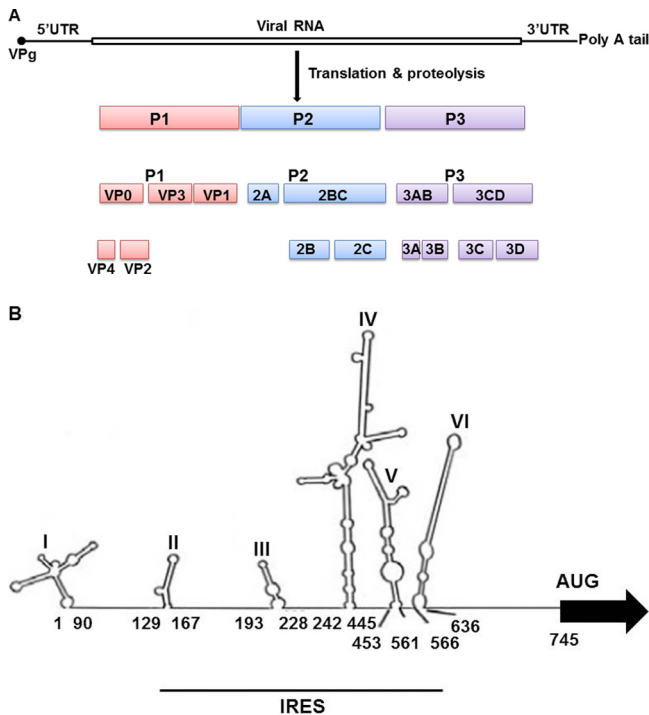 A
5'UTR Viral RNA 3'UTR
VPg Poly A tail
Translation & proteolysis
P1 P2 P3
P1 P2 P3
VP0 VP3 VP1 2A 2BC 3AB 3CD
2B 2C 3A 3B 3C 3D
VP4 VP2
B
IV
VI
V
I II III
AUG
1 90 129 167 193 228 242 445 636
453 561 566 745
IRES